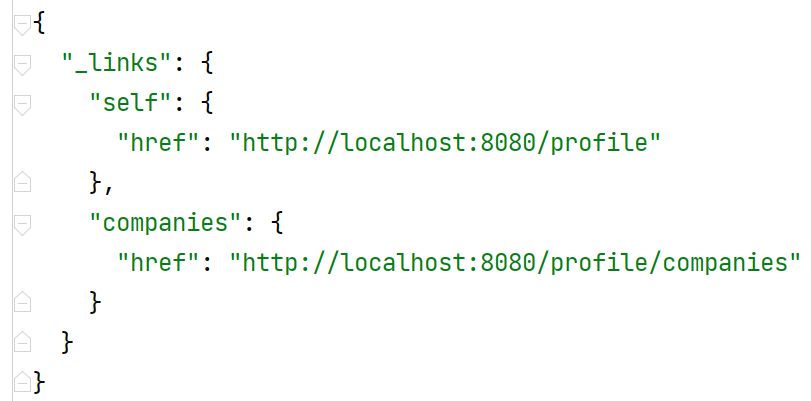 {
  "_links": {
    "self": {
      "href": "http://localhost:8080/profile"
    },
    "companies": {
      "href": "http://localhost:8080/profile/companies"
    }
  }
}